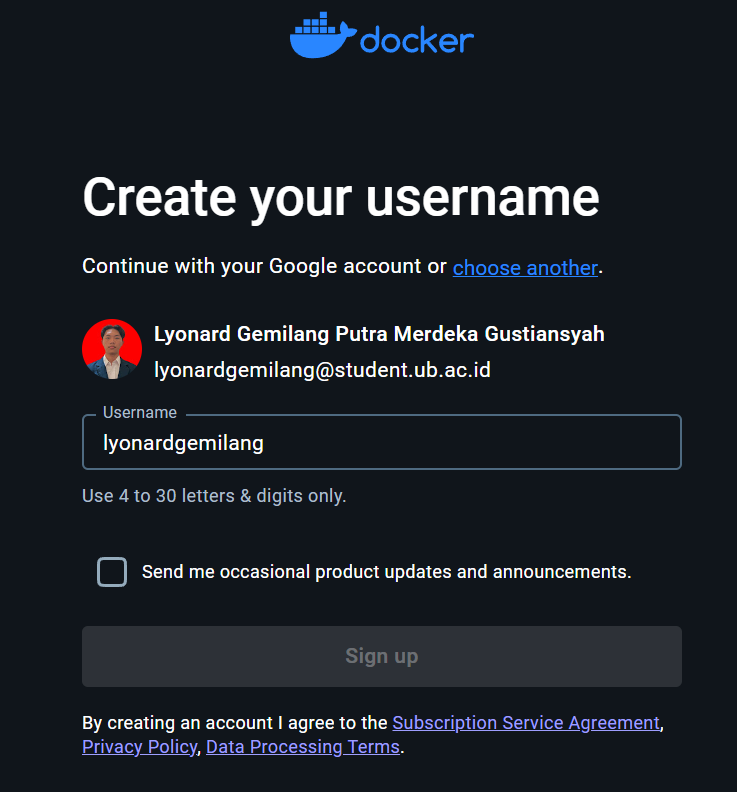 docker
Create your username
Continue with your Google account or choose another.
Lyonard Gemilang Putra Merdeka Gustiansyah
lyonardgemilang@student.ub.ac.id
Username
lyonardgemilang
Use 4 to 30 letters & digits only.
Send me occasional product updates and announcements.
Sign up
By creating an account I agree to the Subscription Service Agreement,
Privacy Policy, Data Processing Terms.